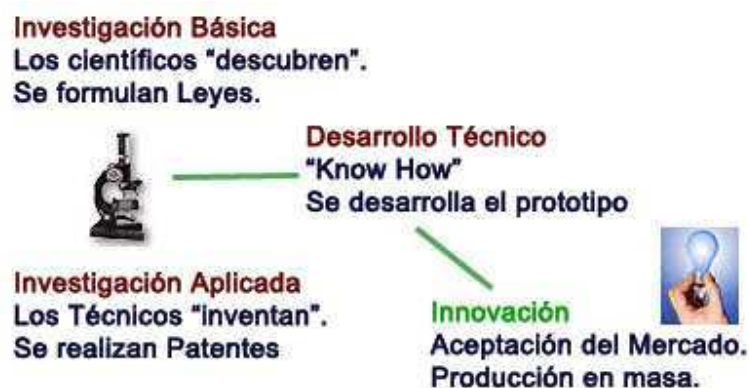 Investigación Básica
Los científicos "descubren".
Se formulan Leyes.
Desarrollo Técnico
"Know How"
Se desarrolla el prototipo
Investigación Aplicada
Los Técnicos "inventan".
Se realizan Patentes
Innovación
Aceptación del Mercado.
Producción en masa.